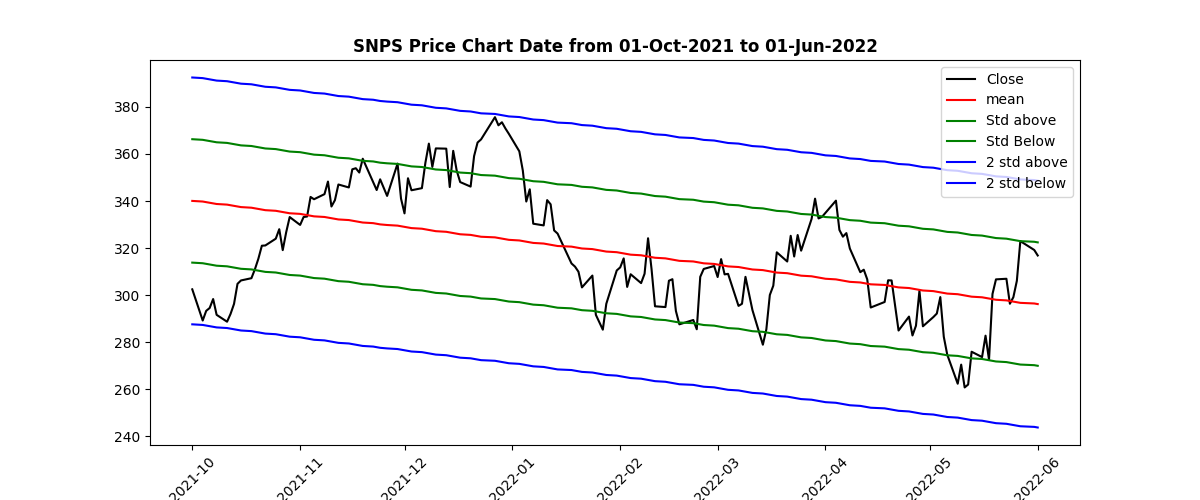 SNPS Price Chart Date from 01-Oct-2021 to 01-Jun-2022
Close
mean
Std above
Std Below
2 std above
2 std below
380
360
340
320
300
280
260
240
2021-10
2021-11
2021-12
2022-01
2022-02
2022-03
2022-04
2022-05
2022-06